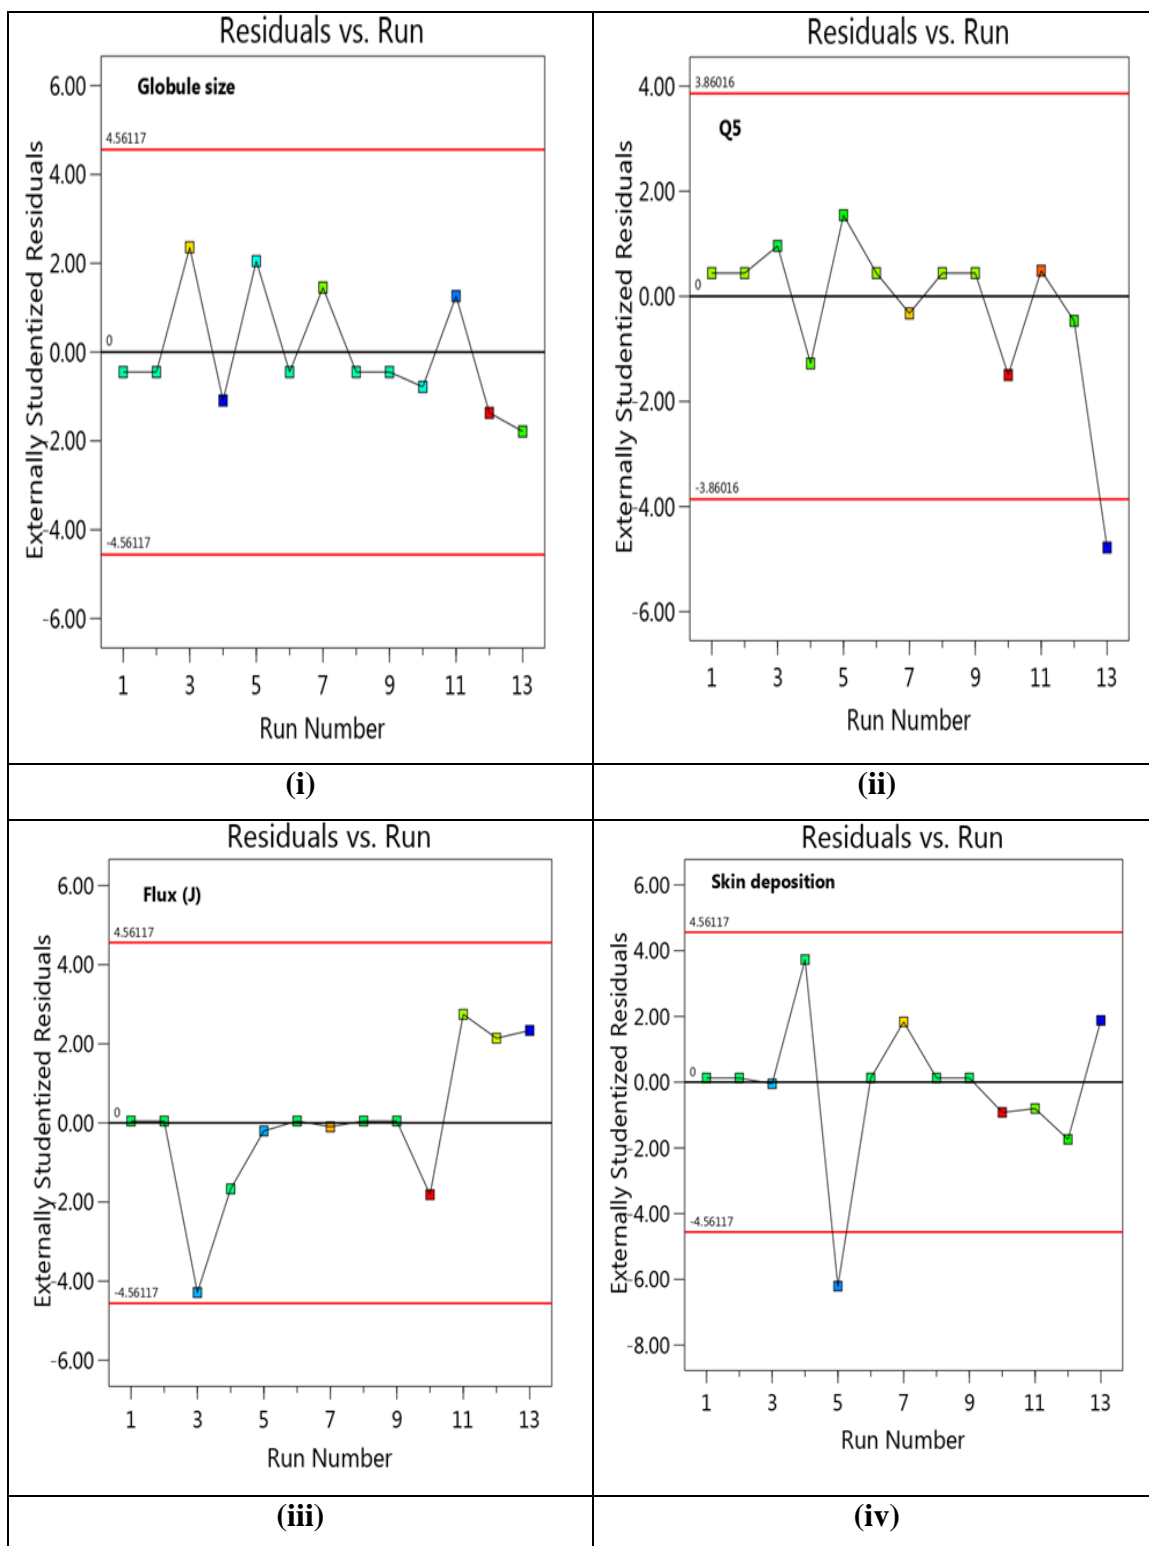 Residuals vs. Run
Globule size
Externally Studentized Residuals
6.00
4.56117
4.00
2.00
0
0.00
-2.00
-4.00
-4.56117
-6.00
1 3 5 7 9 11 13
Run Number
(i)
Residuals vs. Run
Q5
Externally Studentized Residuals
4.00
3.86016
2.00
0
0.00
-2.00
-3.86016
-4.00
-6.00
1 3 5 7 9 11 13
Run Number
(ii)
Residuals vs. Run
Flux (J)
Externally Studentized Residuals
6.00
4.56117
4.00
2.00
0
0.00
-2.00
-4.00
-4.56117
-6.00
1 3 5 7 9 11 13
Run Number
(iii)
Residuals vs. Run
Skin deposition
Externally Studentized Residuals
6.00
4.56117
4.00
2.00
0
0.00
-2.00
-4.00
-4.56117
-6.00
-8.00
1 3 5 7 9 11 13
Run Number
(iv)